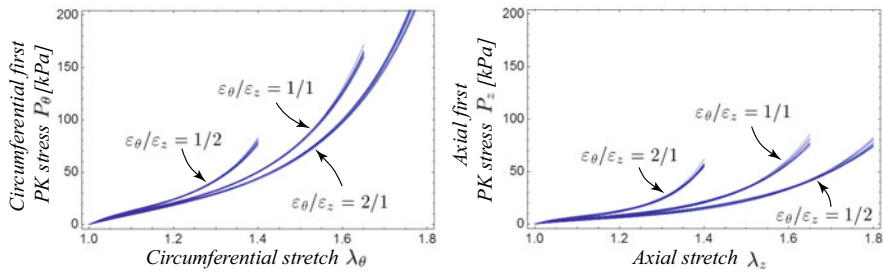 Circumferential first
PK stress P_θ [kPa]
200
150
100
50
0
ε_θ/ε_z = 1/1
ε_θ/ε_z = 1/2
ε_θ/ε_z = 2/1
1.0 1.2 1.4 1.6 1.8
Circumferential stretch λ_θ
Axial first
PK stress P_z [kPa]
200
150
100
50
0
ε_θ/ε_z = 1/1
ε_θ/ε_z = 2/1
ε_θ/ε_z = 1/2
1.0 1.2 1.4 1.6 1.8
Axial stretch λ_z